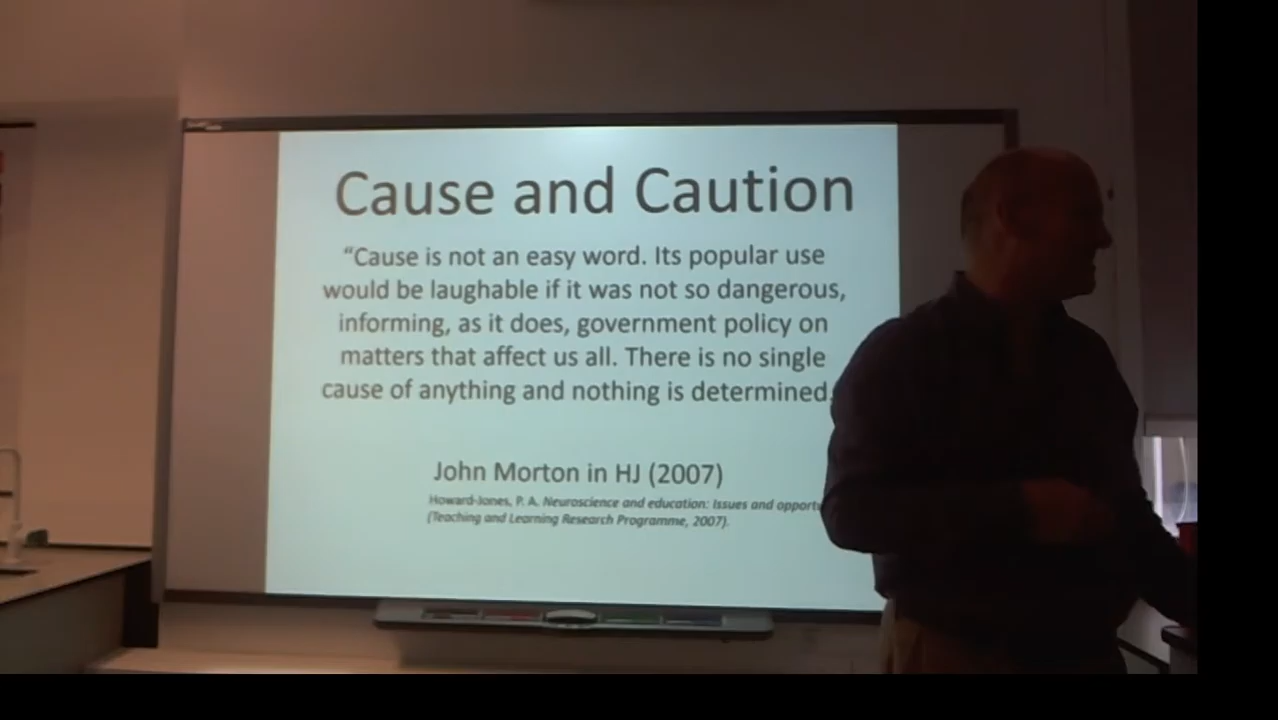 Cause and Caution
“Cause is not an easy word. Its popular use
would be laughable if it was not so dangerous,
informing, as it does, government policy on
matters that affect us all. There is no single
cause of anything and nothing is determined.
John Morton in HJ (2007)
Howard-Jones, P. A. Neuroscience and education: Issues and
(Teaching and Learning Research Programme, 2007).